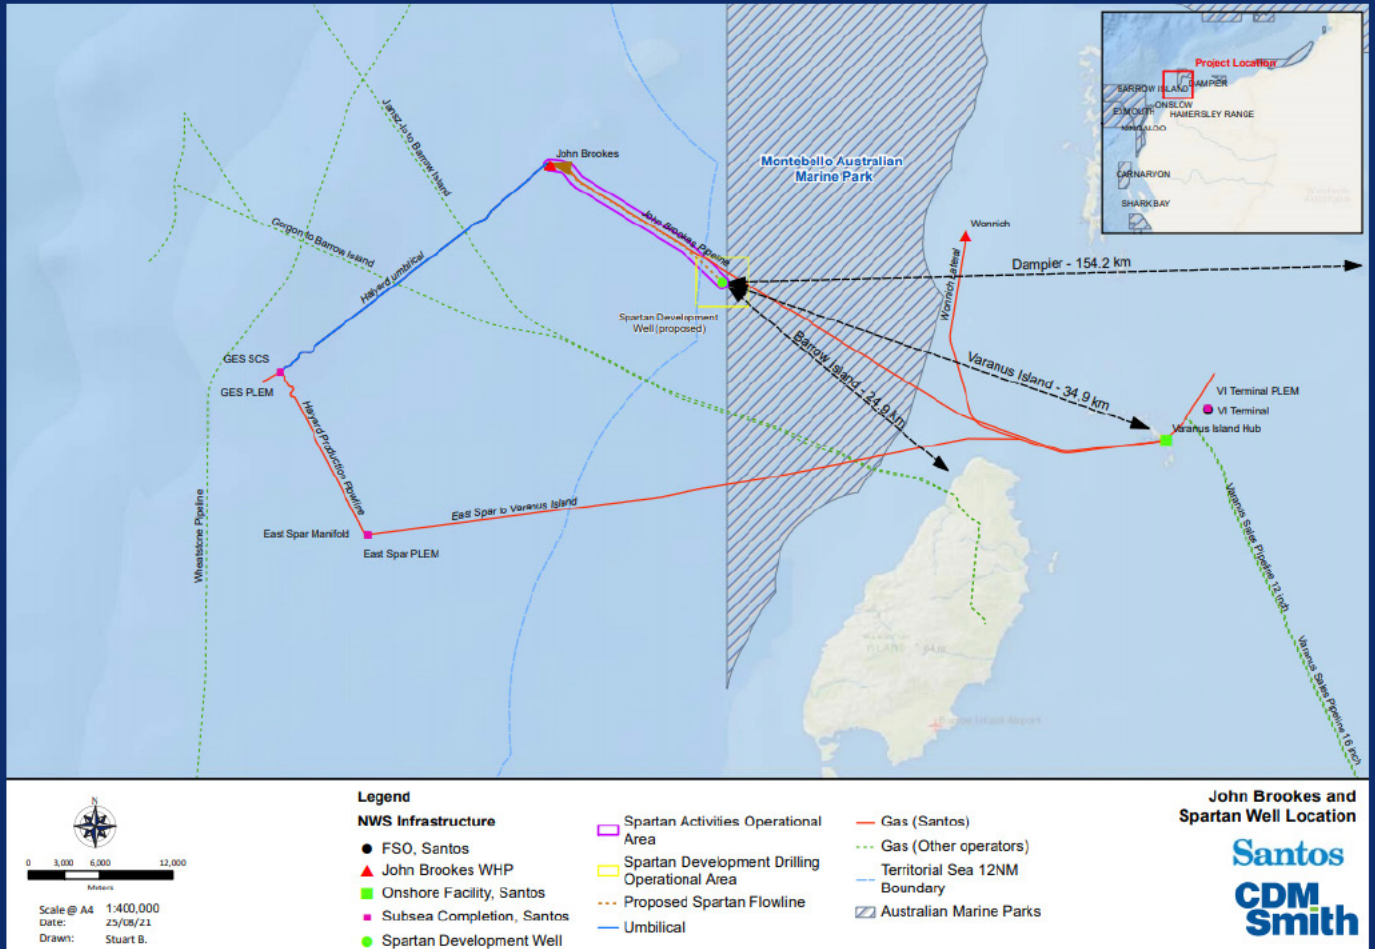 Project Location
DAMPIER
BARROW ISLAND
ONSLOW
EXMOUTH
HAMERSLEY RANGE
NINGALOO
CARNARVON
SHARK BAY
Montebello Australian
Marine Park
John Brookes
Jansz-Io to Barrow Island
Gorgon to Barrow Island
Halyard Umbilical
John Brookes Pipeline
Wonnich
Wonnich Lateral
Dampier - 154.2 km
Spartan Development
Well (proposed)
Barrow Island - 24.9 km
Varanus Island - 34.9 km
GES SCS
GES PLEM
Halyard Production Flowline
VI Terminal PLEM
VI Terminal
Varanus Island Hub
East Spar to Varanus Island
East Spar Manifold
East Spar PLEM
Wheatstone Pipeline
Varanus Sales Pipeline 12 inch
Varanus Sales Pipeline 16 inch
Barrow Island Airport
N
0 3,000 6,000 12,000
Meters
Scale @ A4 1:400,000
Date: 25/08/21
Drawn: Stuart B.
Legend
NWS Infrastructure
FSO, Santos
John Brookes WHP
Onshore Facility, Santos
Subsea Completion, Santos
Spartan Development Well
Spartan Activities Operational
Area
Spartan Development Drilling
Operational Area
Proposed Spartan Flowline
Umbilical
Gas (Santos)
Gas (Other operators)
Territorial Sea 12NM
Boundary
Australian Marine Parks
John Brookes and
Spartan Well Location
Santos
CDM
Smith